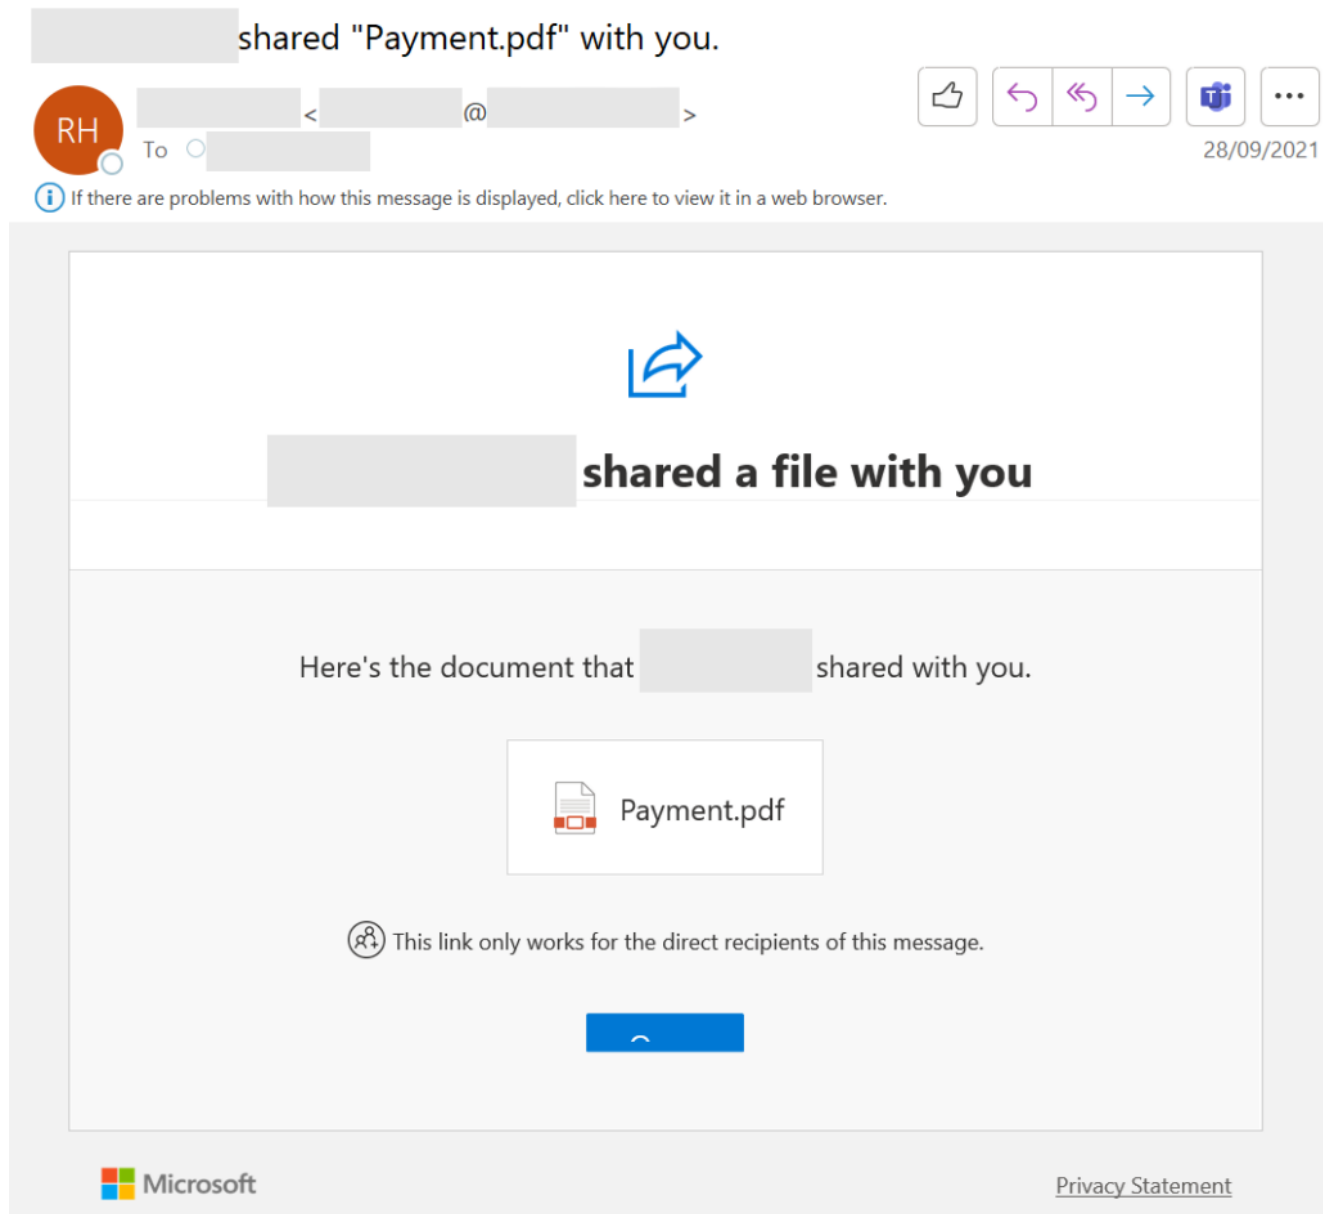 shared "Payment.pdf" with you.
RH
< @ >
To
28/09/2021
If there are problems with how this message is displayed, click here to view it in a web browser.
shared a file with you
Here's the document that shared with you.
Payment.pdf
This link only works for the direct recipients of this message.
Microsoft
Privacy Statement